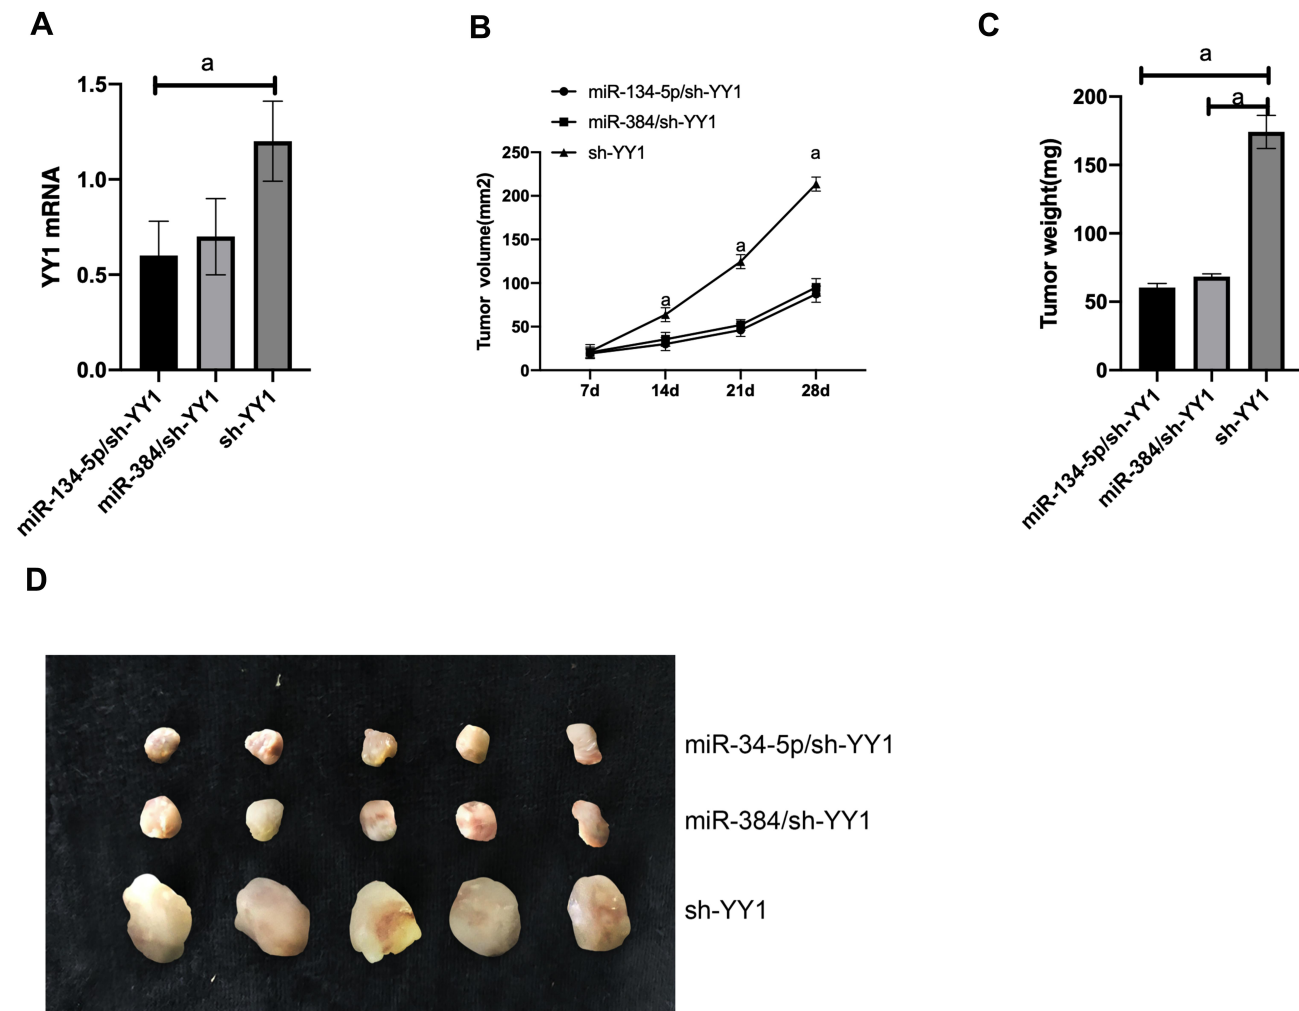 A
a
1.5
1.0
0.5
0.0
YY1 mRNA
miR-134-5p/sh-YY1
miR-384/sh-YY1
sh-YY1
B
miR-134-5p/sh-YY1
miR-384/sh-YY1
sh-YY1
250
200
150
100
50
0
Tumor volume(mm2)
a
a
a
7d
14d
21d
28d
C
a
a
200
150
100
50
0
Tumor weight(mg)
miR-134-5p/sh-YY1
miR-384/sh-YY1
sh-YY1
D
miR-34-5p/sh-YY1
miR-384/sh-YY1
sh-YY1